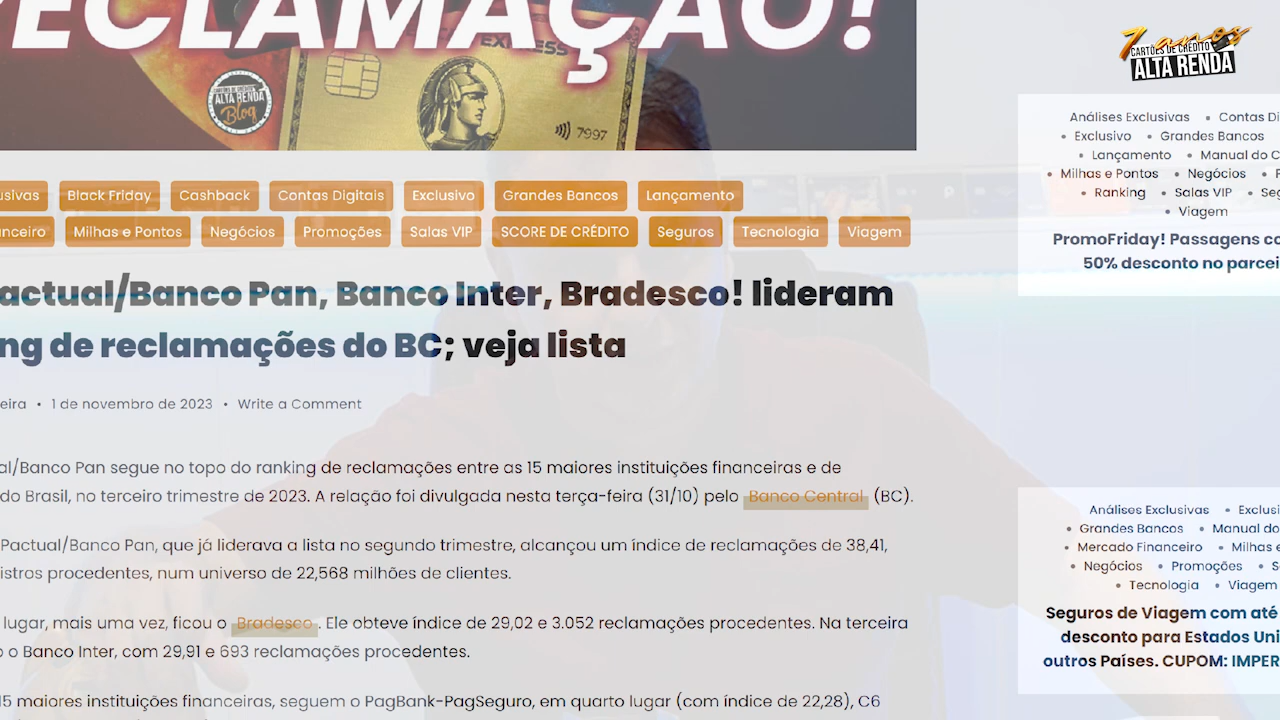 ECLAMAÇÃO!
7 anos
CARTÕES DE CRÉDITO
ALTA RENDA
ALTA RENDA
Blog
7997
usivas Black Friday Cashback Contas Digitais Exclusivo Grandes Bancos Lançamento
anceiro Milhas e Pontos Negócios Promoções Salas VIP SCORE DE CRÉDITO Seguros Tecnologia Viagem
actual/Banco Pan, Banco Inter, Bradesco! lideram
ng de reclamações do BC; veja lista
eira • 1 de novembro de 2023 • Write a Comment
al/Banco Pan segue no topo do ranking de reclamações entre as 15 maiores instituições financeiras e de
do Brasil, no terceiro trimestre de 2023. A relação foi divulgada nesta terça-feira (31/10) pelo Banco Central (BC).
Pactual/Banco Pan, que já liderava a lista no segundo trimestre, alcançou um índice de reclamações de 38,41,
istros procedentes, num universo de 22,568 milhões de clientes.
lugar, mais uma vez, ficou o Bradesco. Ele obteve índice de 29,02 e 3.052 reclamações procedentes. Na terceira
o Banco Inter, com 29,91 e 693 reclamações procedentes.
15 maiores instituições financeiras, seguem o PagBank-PagSeguro, em quarto lugar (com índice de 22,28), C6
Análises Exclusivas • Contas Di
• Exclusivo • Grandes Bancos
• Lançamento • Manual do C
• Milhas e Pontos • Negócios • P
• Ranking • Salas VIP • Seg
• Viagem
PromoFriday! Passagens co
50% desconto no parcei
Análises Exclusivas • Exclusi
• Grandes Bancos • Manual do
• Mercado Financeiro • Milhas e
• Negócios • Promoções • S
• Tecnologia • Viagem
Seguros de Viagem com até
desconto para Estados Uni
outros Países. CUPOM: IMPER